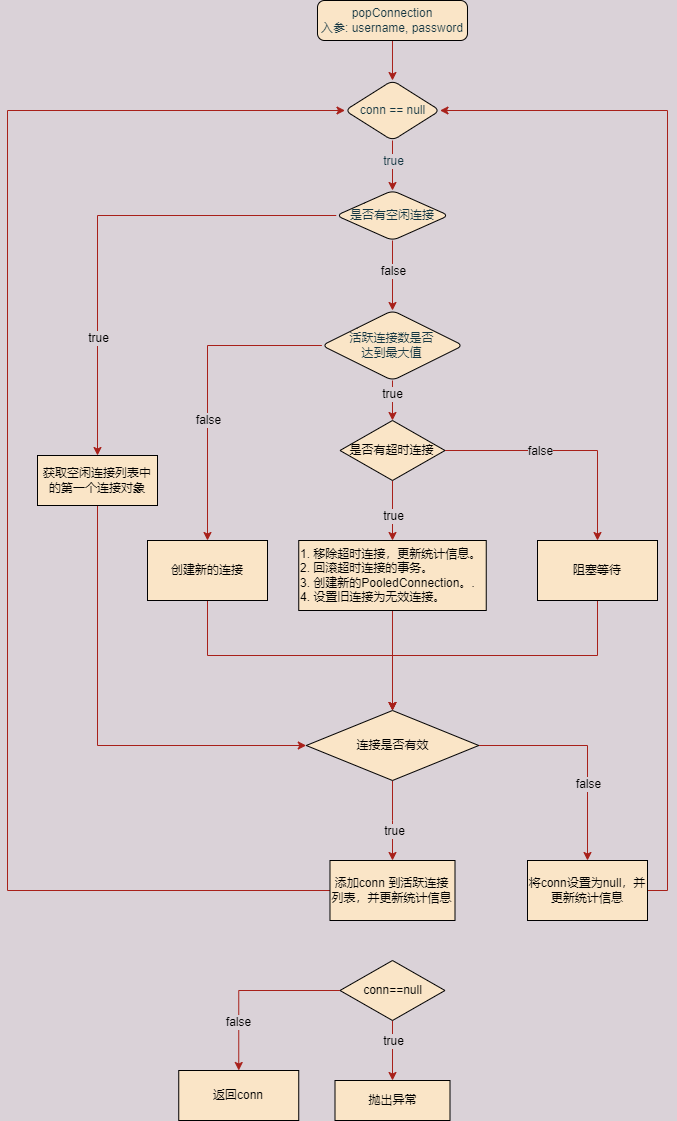 popConnection
入参: username, password
conn == null
true
是否有空闲连接
false
true
活跃连接数是否
达到最大值
true
false
是否有超时连接
false
获取空闲连接列表中
的第一个连接对象
true
创建新的连接
1. 移除超时连接，更新统计信息。
2. 回滚超时连接的事务。
3. 创建新的PooledConnection。.
4. 设置旧连接为无效连接。
阻塞等待
连接是否有效
false
true
添加conn 到活跃连接
列表，并更新统计信息
将conn设置为null，并
更新统计信息
conn==null
false
true
返回conn
抛出异常